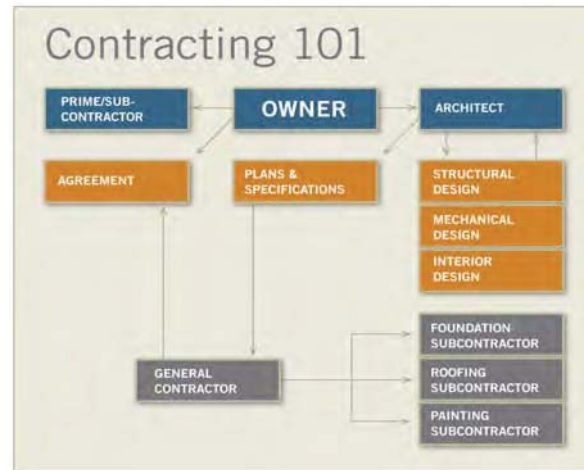 Contracting 101
PRIME/SUB-
CONTRACTOR
OWNER
ARCHITECT
AGREEMENT
PLANS &
SPECIFICATIONS
STRUCTURAL
DESIGN
MECHANICAL
DESIGN
INTERIOR
DESIGN
GENERAL
CONTRACTOR
FOUNDATION
SUBCONTRACTOR
ROOFING
SUBCONTRACTOR
PAINTING
SUBCONTRACTOR